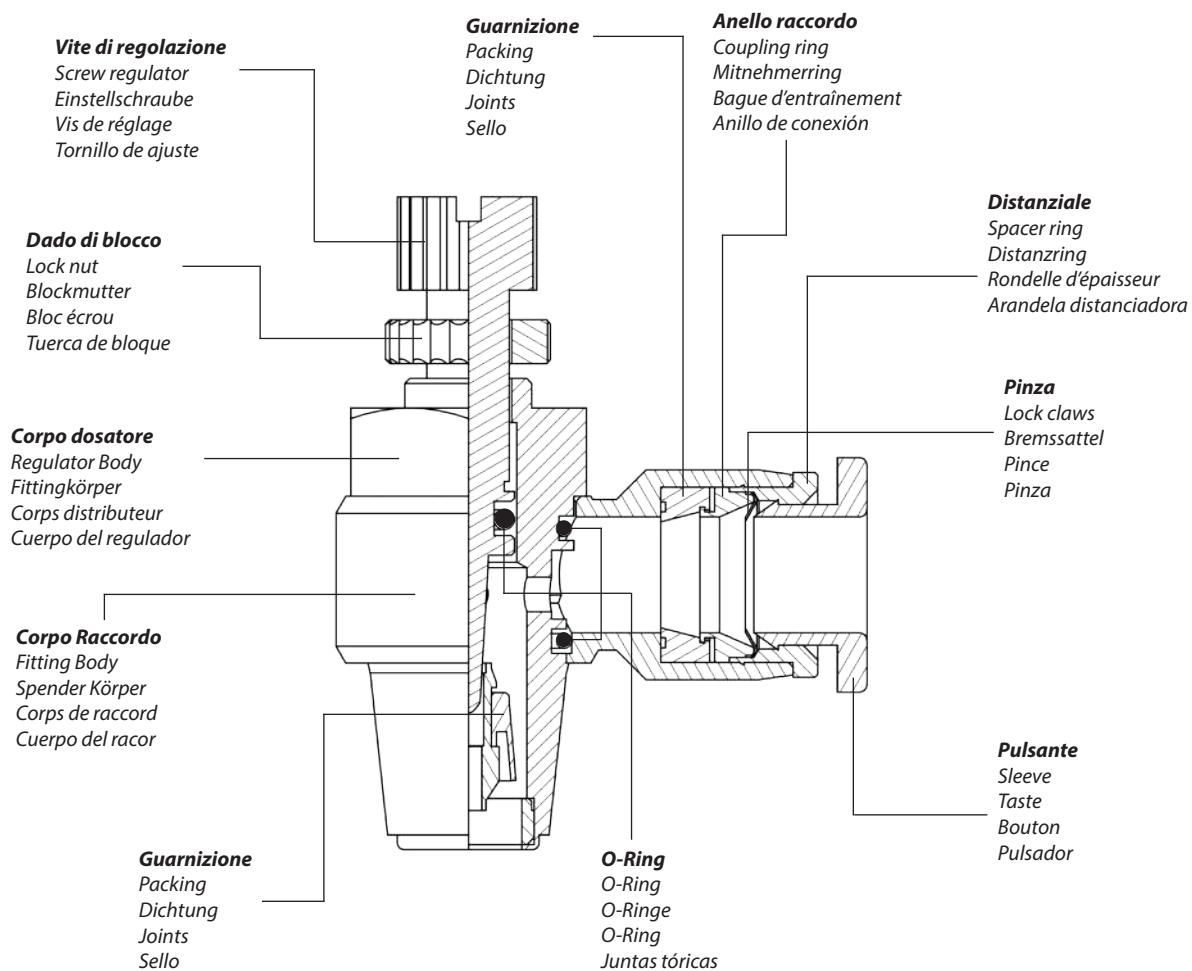 Vite di regolazione
Screw regulator
Einstellschraube
Vis de réglage
Tornillo de ajuste
Guarnizione
Packing
Dichtung
Joints
Sello
Anello raccordo
Coupling ring
Mitnehmerring
Bague d’entraînement
Anillo de conexión
Distanziale
Spacer ring
Distanzring
Rondelle d’épaisseur
Arandela distanciadora
Dado di blocco
Lock nut
Blockmutter
Bloc écrou
Tuerca de bloque
Pinza
Lock claws
Bremssattel
Pince
Pinza
Corpo dosatore
Regulator Body
Fittingkörper
Corps distributeur
Cuerpo del regulador
Corpo Raccordo
Fitting Body
Spender Körper
Corps de raccord
Cuerpo del racor
Pulsante
Sleeve
Taste
Bouton
Pulsador
Guarnizione
Packing
Dichtung
Joints
Sello
O-Ring
O-Ring
O-Ringe
O-Ring
Juntas tóricas